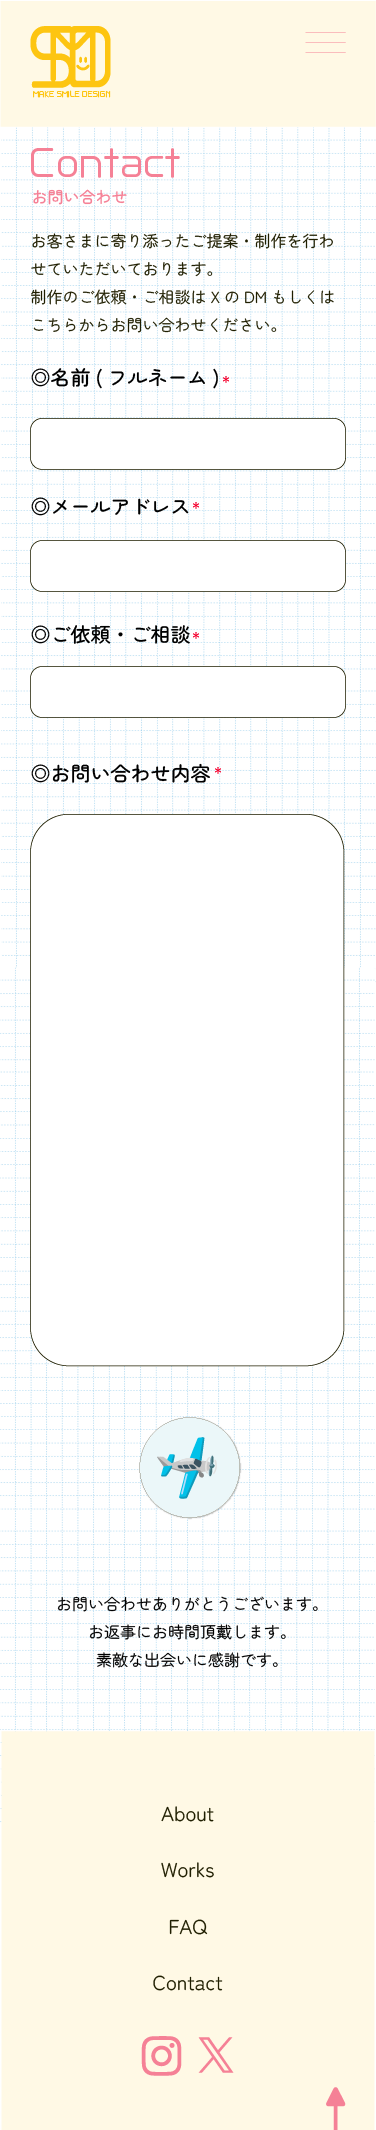 SMD
MAKE SMILE DESIGN
Contact
お問い合わせ
お客さまに寄り添ったご提案・制作を行わ
せていただいております。
制作のご依頼・ご相談は X の DM もしくは
こちらからお問い合わせください。
◎名前 ( フルネーム )*
◎メールアドレス*
◎ご依頼・ご相談*
◎お問い合わせ内容*
お問い合わせありがとうございます。
お返事にお時間頂戴します。
素敵な出会いに感謝です。
About
Works
FAQ
Contact